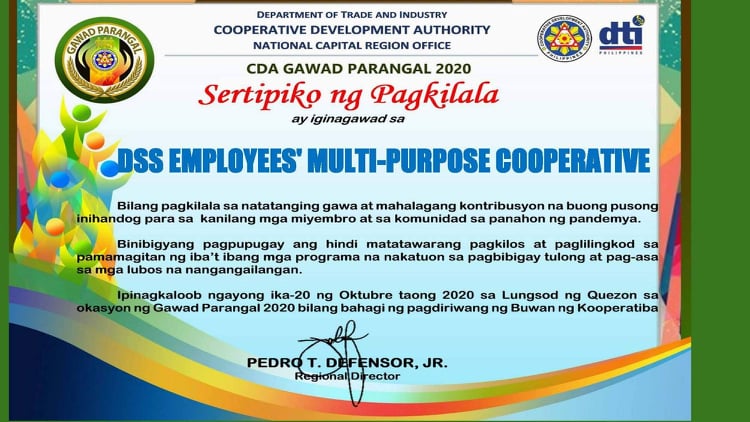 DEPARTMENT OF TRADE AND INDUSTRY
COOPERATIVE DEVELOPMENT AUTHORITY
NATIONAL CAPITAL REGION OFFICE
GAWAD PARANGAL
dti
PHILIPPINES
CDA GAWAD PARANGAL 2020
Sertipiko ng Pagkilala
ay iginagawad sa
DSS EMPLOYEES' MULTI-PURPOSE COOPERATIVE
Bilang pagkilala sa natatanging gawa at mahalagang kontribusyon na buong pusong
inihandog para sa kanilang mga miyembro at sa komunidad sa panahon ng pandemya.
Binibigyang pagpupugay ang hindi matatawarang pagkilos at paglilingkod sa
pamamagitan ng iba't ibang mga programa na nakatuon sa pagbibigay tulong at pag-asa
sa mga lubos na nangangailangan.
Ipinagkaloob ngayong ika-20 ng Oktubre taong 2020 sa Lungsod ng Quezon sa
okasyon ng Gawad Parangal 2020 bilang bahagi ng pagdiriwang ng Buwan ng Kooperatiba
PEDRO T. DEFENSOR, JR.
Regional Director